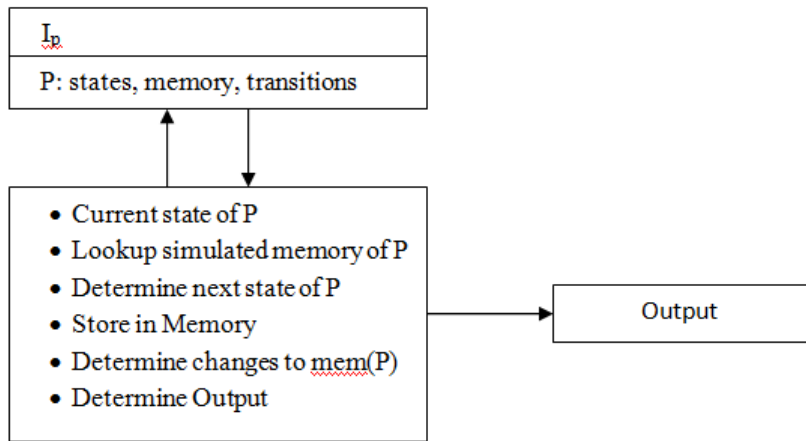 Ip
P: states, memory, transitions
• Current state of P
• Lookup simulated memory of P
• Determine next state of P
• Store in Memory
• Determine changes to mem(P)
• Determine Output
Output